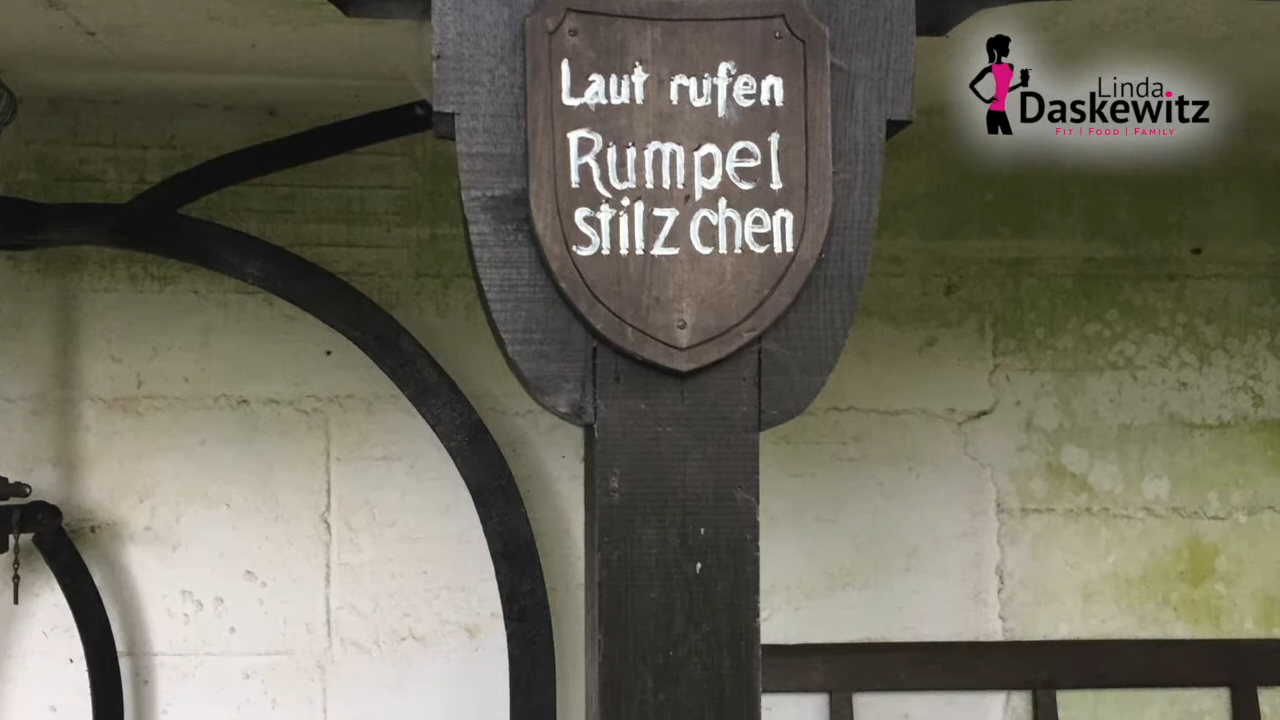 Laut rufen
Rumpel
stilzchen
Linda
Daskewitz
FIT | FOOD | FAMILY